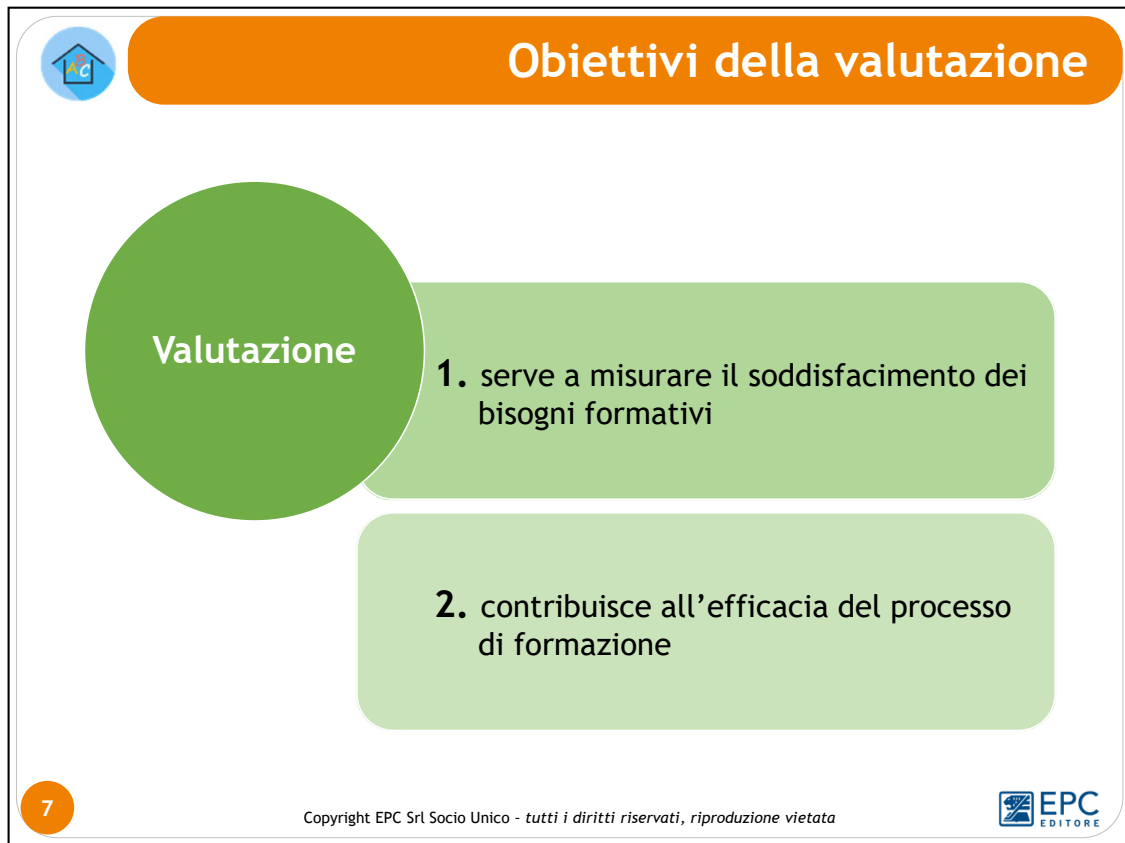 ABC
Obiettivi della valutazione
Valutazione
1. serve a misurare il soddisfacimento dei
bisogni formativi
2. contribuisce all’efficacia del processo
di formazione
7
Copyright EPC Srl Socio Unico – tutti i diritti riservati, riproduzione vietata
EPC
EDITORE